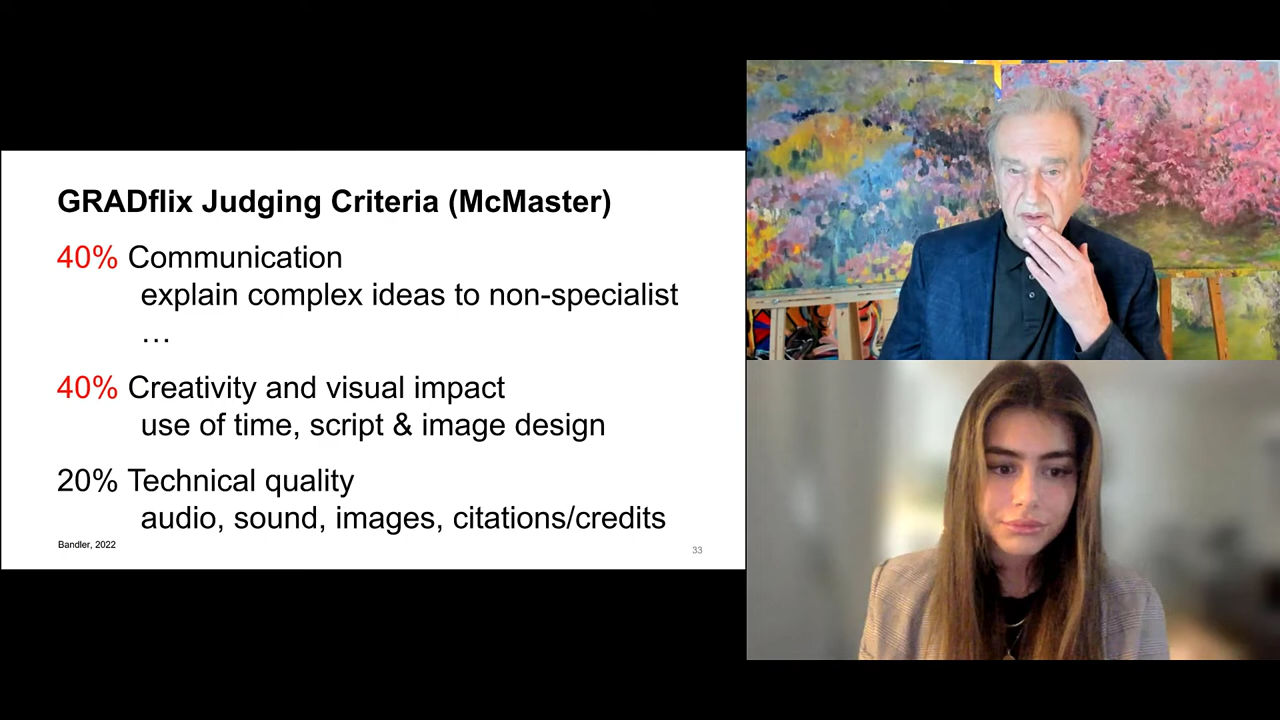 GRADflix Judging Criteria (McMaster)
40% Communication
explain complex ideas to non-specialist
…
40% Creativity and visual impact
use of time, script & image design
20% Technical quality
audio, sound, images, citations/credits
Bandler, 2022
33